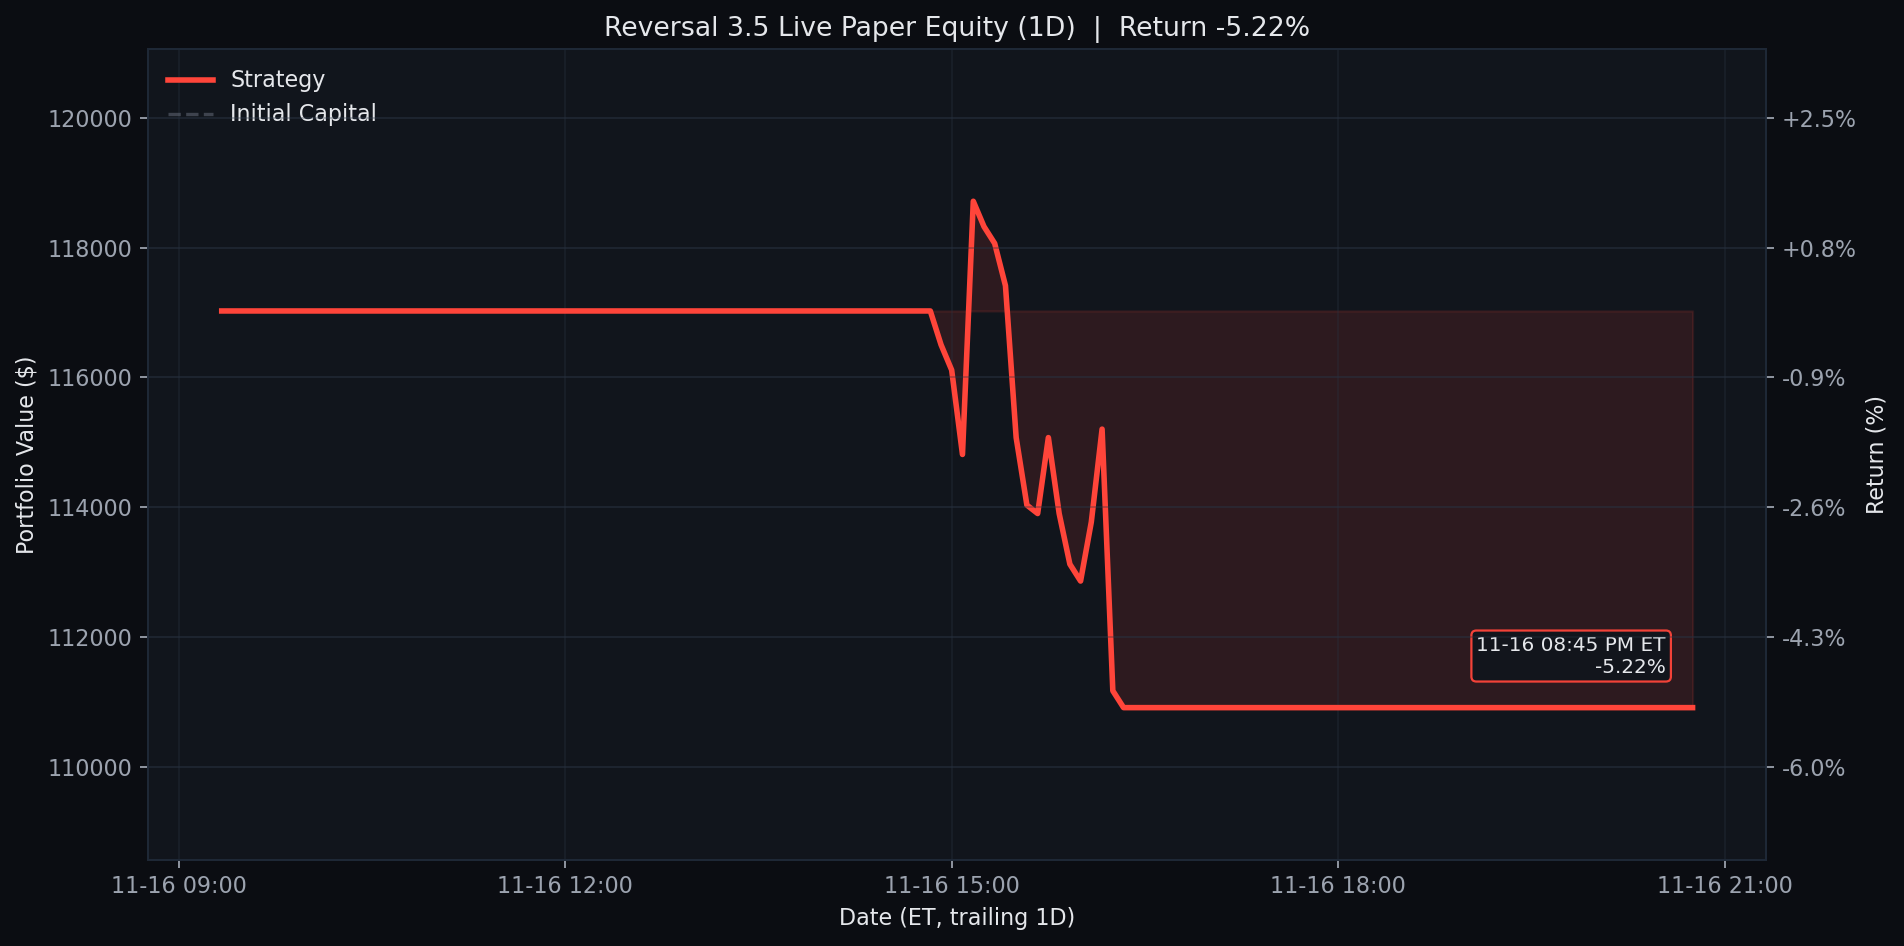 Reversal 3.5 Live Paper Equity (1D) | Return -5.22%
Strategy
Initial Capital
Portfolio Value ($)
120000
118000
116000
114000
112000
110000
+2.5%
+0.8%
-0.9%
-2.6%
-4.3%
-6.0%
Return (%)
11-16 08:45 PM ET
-5.22%
11-16 09:00
11-16 12:00
11-16 15:00
11-16 18:00
11-16 21:00
Date (ET, trailing 1D)